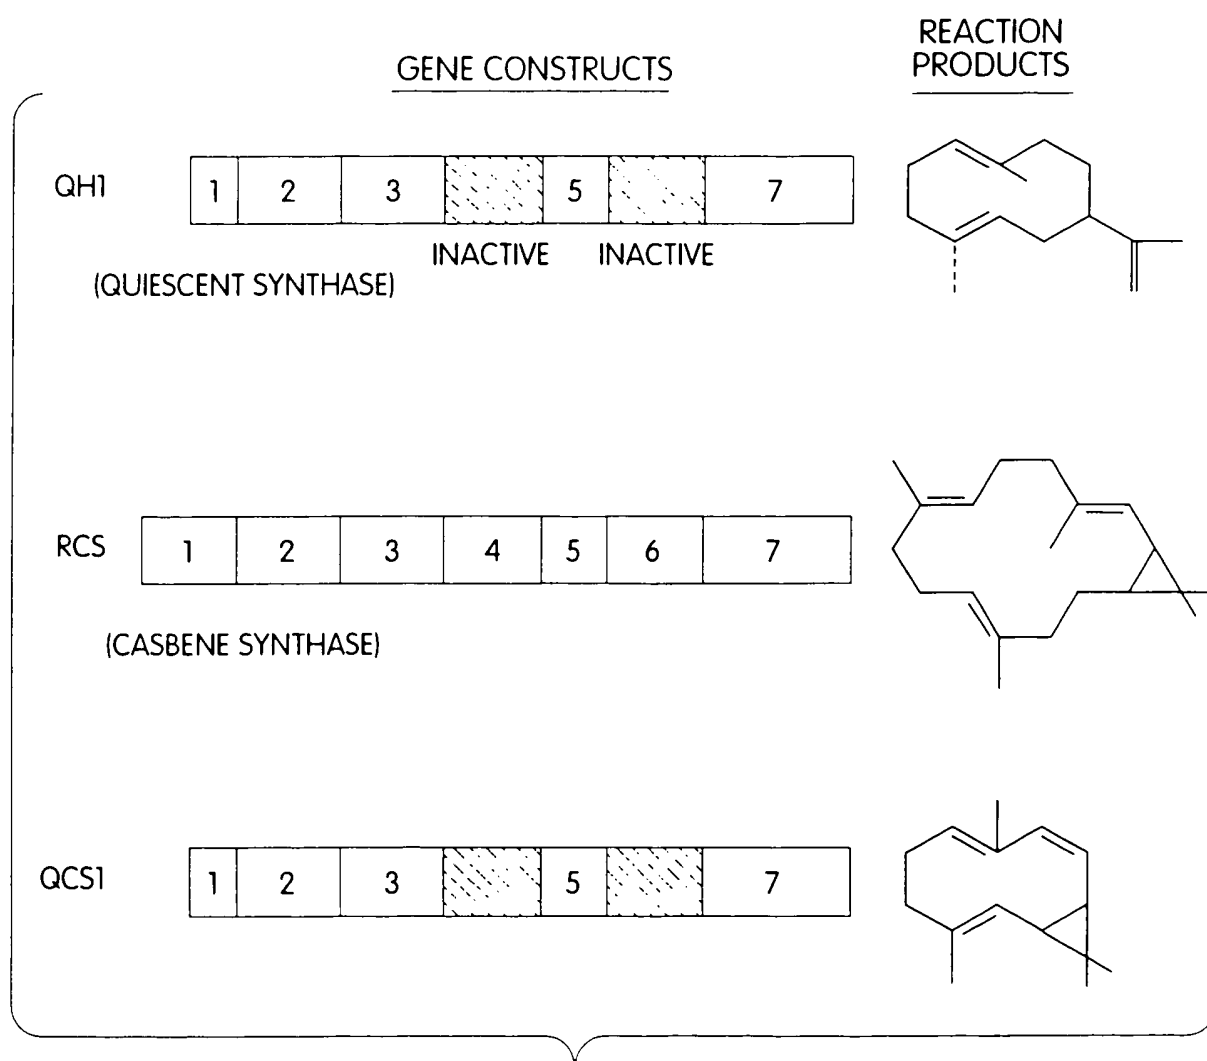 REACTION
PRODUCTS
GENE CONSTRUCTS
QH1
1 2 3 5 7
INACTIVE INACTIVE
(QUIESCENT SYNTHASE)
RCS
1 2 3 4 5 6 7
(CASBENE SYNTHASE)
QCS1
1 2 3 5 7